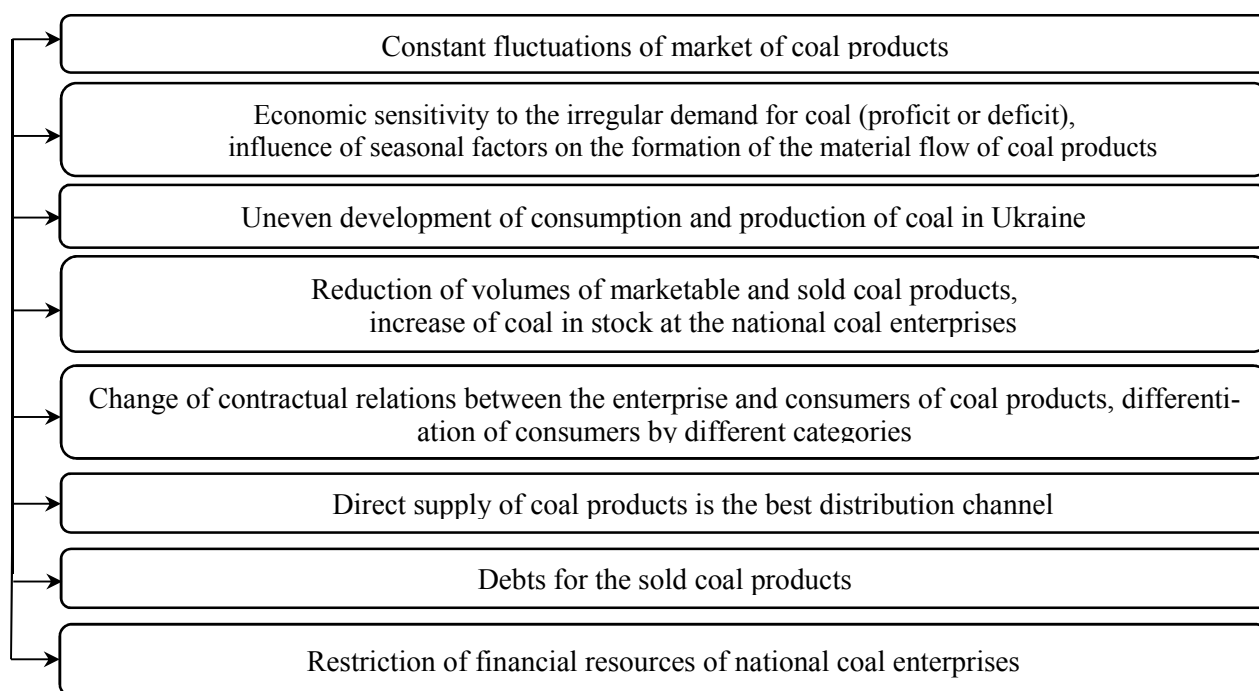 Constant fluctuations of market of coal products
Economic sensitivity to the irregular demand for coal (proficit or deficit),
influence of seasonal factors on the formation of the material flow of coal products
Uneven development of consumption and production of coal in Ukraine
Reduction of volumes of marketable and sold coal products,
increase of coal in stock at the national coal enterprises
Change of contractual relations between the enterprise and consumers of coal products, differenti-
ation of consumers by different categories
Direct supply of coal products is the best distribution channel
Debts for the sold coal products
Restriction of financial resources of national coal enterprises